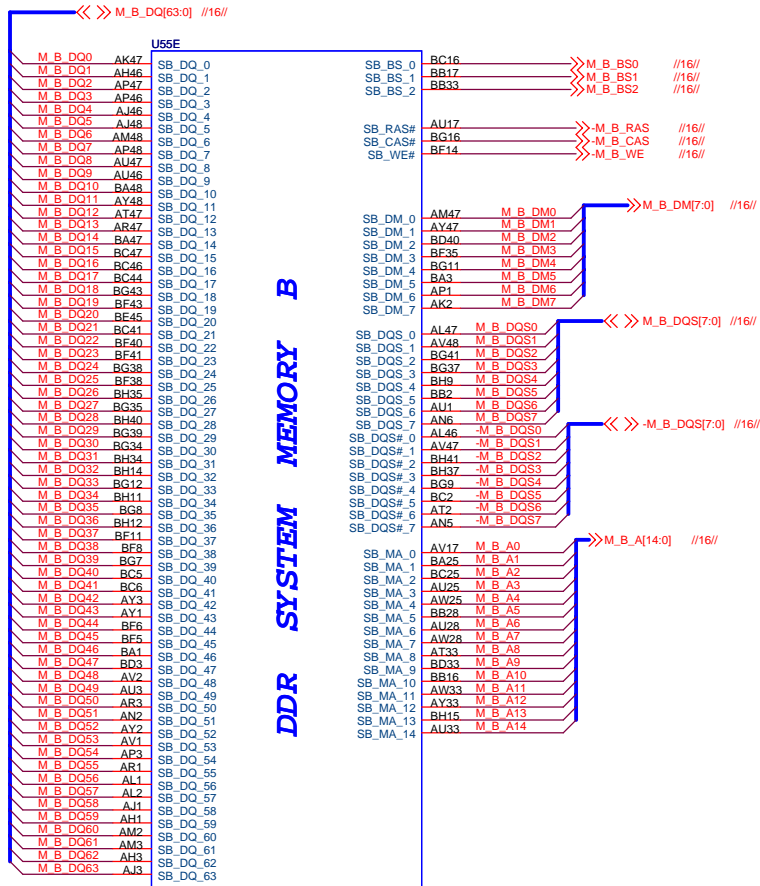 M_B_DQ[63:0] //16//
U55E
M_B_DQ0 AK47 SB_DQ_0
M_B_DQ1 AH46 SB_DQ_1
M_B_DQ2 AP47 SB_DQ_2
M_B_DQ3 AP46 SB_DQ_3
M_B_DQ4 AJ46 SB_DQ_4
M_B_DQ5 AJ48 SB_DQ_5
M_B_DQ6 AM48 SB_DQ_6
M_B_DQ7 AP48 SB_DQ_7
M_B_DQ8 AU47 SB_DQ_8
M_B_DQ9 AU46 SB_DQ_9
M_B_DQ10 BA48 SB_DQ_10
M_B_DQ11 AY48 SB_DQ_11
M_B_DQ12 AT47 SB_DQ_12
M_B_DQ13 AR47 SB_DQ_13
M_B_DQ14 BA47 SB_DQ_14
M_B_DQ15 BC47 SB_DQ_15
M_B_DQ16 BC46 SB_DQ_16
M_B_DQ17 BC44 SB_DQ_17
M_B_DQ18 BG43 SB_DQ_18
M_B_DQ19 BF43 SB_DQ_19
M_B_DQ20 BE45 SB_DQ_20
M_B_DQ21 BC41 SB_DQ_21
M_B_DQ22 BF40 SB_DQ_22
M_B_DQ23 BF41 SB_DQ_23
M_B_DQ24 BG38 SB_DQ_24
M_B_DQ25 BF38 SB_DQ_25
M_B_DQ26 BH35 SB_DQ_26
M_B_DQ27 BG35 SB_DQ_27
M_B_DQ28 BH40 SB_DQ_28
M_B_DQ29 BG39 SB_DQ_29
M_B_DQ30 BG34 SB_DQ_30
M_B_DQ31 BH34 SB_DQ_31
M_B_DQ32 BH14 SB_DQ_32
M_B_DQ33 BG12 SB_DQ_33
M_B_DQ34 BH11 SB_DQ_34
M_B_DQ35 BG8 SB_DQ_35
M_B_DQ36 BH12 SB_DQ_36
M_B_DQ37 BF11 SB_DQ_37
M_B_DQ38 BF8 SB_DQ_38
M_B_DQ39 BG7 SB_DQ_39
M_B_DQ40 BC5 SB_DQ_40
M_B_DQ41 BC6 SB_DQ_41
M_B_DQ42 AY3 SB_DQ_42
M_B_DQ43 AY1 SB_DQ_43
M_B_DQ44 BF6 SB_DQ_44
M_B_DQ45 BF5 SB_DQ_45
M_B_DQ46 BA1 SB_DQ_46
M_B_DQ47 BD3 SB_DQ_47
M_B_DQ48 AV2 SB_DQ_48
M_B_DQ49 AU3 SB_DQ_49
M_B_DQ50 AR3 SB_DQ_50
M_B_DQ51 AN2 SB_DQ_51
M_B_DQ52 AY2 SB_DQ_52
M_B_DQ53 AV1 SB_DQ_53
M_B_DQ54 AP3 SB_DQ_54
M_B_DQ55 AR1 SB_DQ_55
M_B_DQ56 AL1 SB_DQ_56
M_B_DQ57 AL2 SB_DQ_57
M_B_DQ58 AJ1 SB_DQ_58
M_B_DQ59 AH1 SB_DQ_59
M_B_DQ60 AM2 SB_DQ_60
M_B_DQ61 AM3 SB_DQ_61
M_B_DQ62 AH3 SB_DQ_62
M_B_DQ63 AJ3 SB_DQ_63
DDR SYSTEM MEMORY B
SB_BS_0 BC16 M_B_BS0 //16//
SB_BS_1 BB17 M_B_BS1 //16//
SB_BS_2 BB33 M_B_BS2 //16//
SB_RAS# AU17 -M_B_RAS //16//
SB_CAS# BG16 -M_B_CAS //16//
SB_WE# BF14 -M_B_WE //16//
M_B_DM[7:0] //16//
SB_DM_0 AM47 M_B_DM0
SB_DM_1 AY47 M_B_DM1
SB_DM_2 BD40 M_B_DM2
SB_DM_3 BF35 M_B_DM3
SB_DM_4 BG11 M_B_DM4
SB_DM_5 BA3 M_B_DM5
SB_DM_6 AP1 M_B_DM6
SB_DM_7 AK2 M_B_DM7
M_B_DQS[7:0] //16//
SB_DQS_0 AL47 M_B_DQS0
SB_DQS_1 AV48 M_B_DQS1
SB_DQS_2 BG41 M_B_DQS2
SB_DQS_3 BG37 M_B_DQS3
SB_DQS_4 BH9 M_B_DQS4
SB_DQS_5 BB2 M_B_DQS5
SB_DQS_6 AU1 M_B_DQS6
SB_DQS_7 AN6 M_B_DQS7
-M_B_DQS[7:0] //16//
SB_DQS#_0 AL46 -M_B_DQS0
SB_DQS#_1 AV47 -M_B_DQS1
SB_DQS#_2 BH41 -M_B_DQS2
SB_DQS#_3 BH37 -M_B_DQS3
SB_DQS#_4 BG9 -M_B_DQS4
SB_DQS#_5 BC2 -M_B_DQS5
SB_DQS#_6 AT2 -M_B_DQS6
SB_DQS#_7 AN5 -M_B_DQS7
M_B_A[14:0] //16//
SB_MA_0 AV17 M_B_A0
SB_MA_1 BA25 M_B_A1
SB_MA_2 BC25 M_B_A2
SB_MA_3 AU25 M_B_A3
SB_MA_4 AW25 M_B_A4
SB_MA_5 BB28 M_B_A5
SB_MA_6 AU28 M_B_A6
SB_MA_7 AW28 M_B_A7
SB_MA_8 AT33 M_B_A8
SB_MA_9 BD33 M_B_A9
SB_MA_10 BB16 M_B_A10
SB_MA_11 AW33 M_B_A11
SB_MA_12 AY33 M_B_A12
SB_MA_13 BH15 M_B_A13
SB_MA_14 AU33 M_B_A14